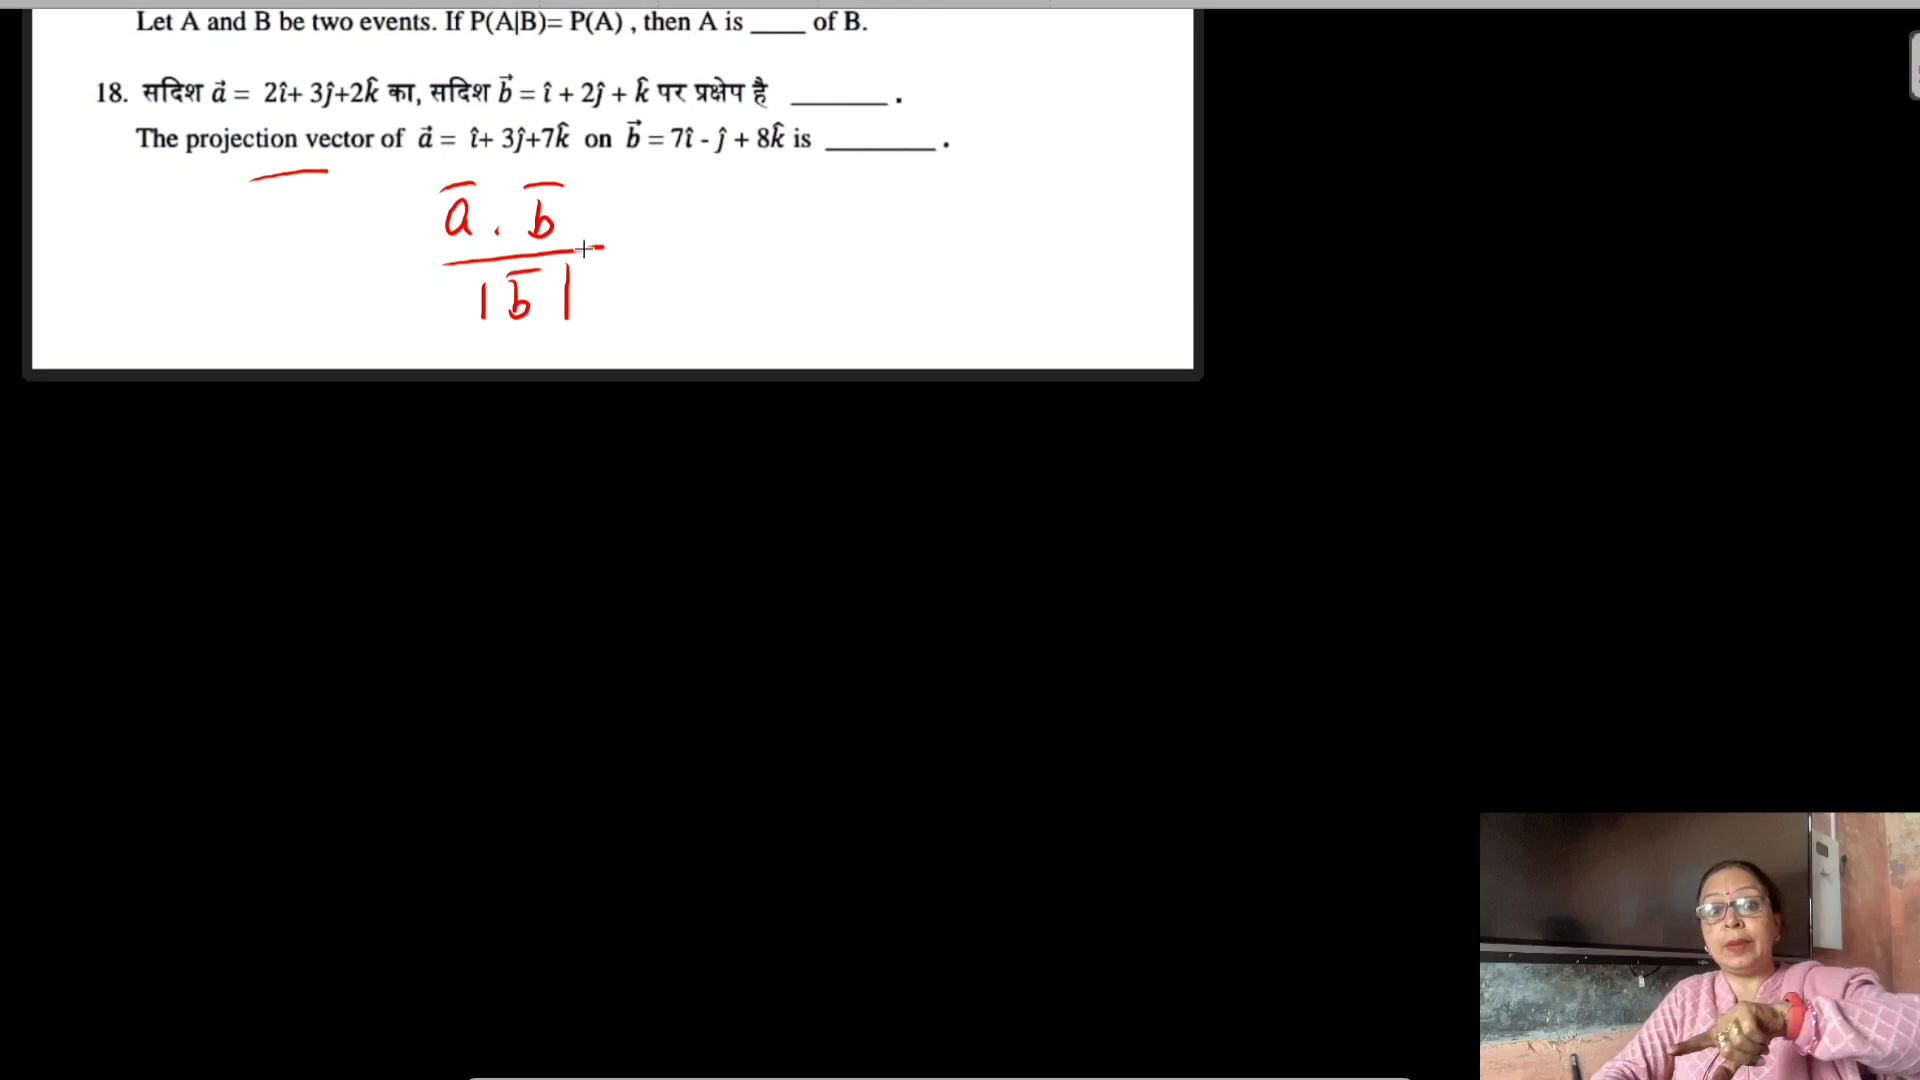 Let A and B be two events. If P(A|B)= P(A) , then A is ____ of B.
18. सदिश a⃗ = 2î+ 3ĵ+2k̂ का, सदिश b⃗ = î + 2ĵ + k̂ पर प्रक्षेप है _______ .
The projection vector of a⃗ = î+ 3ĵ+7k̂ on b⃗ = 7î - ĵ + 8k̂ is ________ .
a̅ . b̅
|b̅|